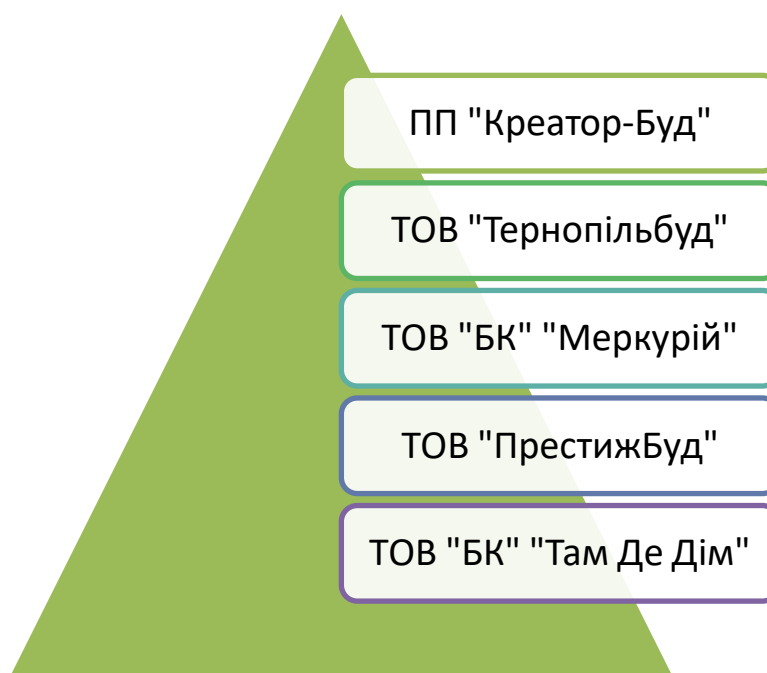 ПП "Креатор-Буд"
ТОВ "Тернопільбуд"
ТОВ "БК" "Меркурій"
ТОВ "ПрестижБуд"
ТОВ "БК" "Там Де Дім"